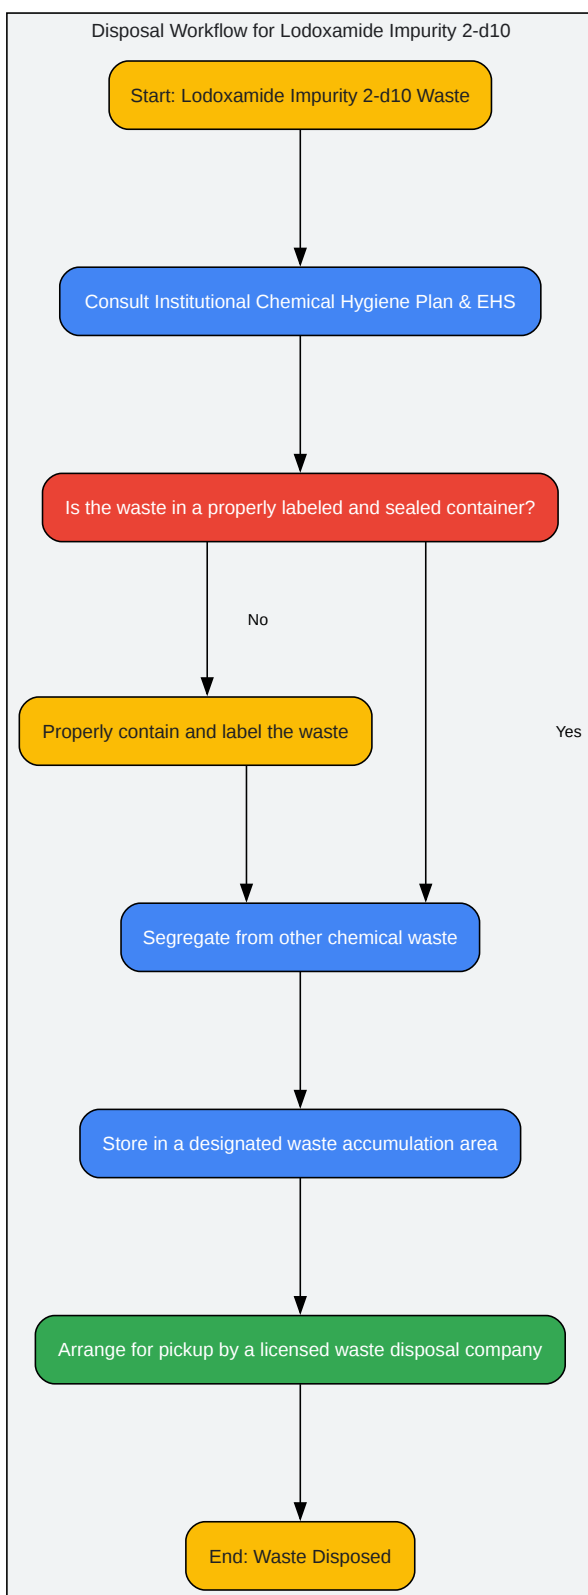 Disposal Workflow for Lodoxamide Impurity 2-d10
Start: Lodoxamide Impurity 2-d10 Waste
Consult Institutional Chemical Hygiene Plan & EHS
Is the waste in a properly labeled and sealed container?
No
Properly contain and label the waste
Yes
Segregate from other chemical waste
Store in a designated waste accumulation area
Arrange for pickup by a licensed waste disposal company
End: Waste Disposed